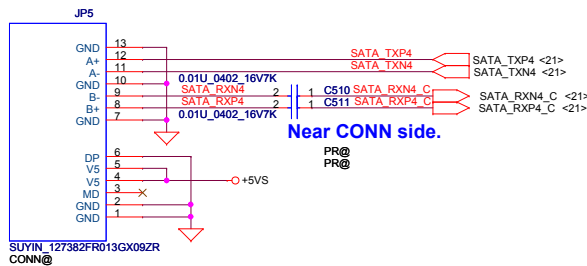 JP5
GND 13
A+ 12 SATA_TXP4 SATA_TXP4 <21>
A- 11 SATA_TXN4 SATA_TXN4 <21>
GND 10 0.01U_0402_16V7K
B- 9 SATA_RXN4 2 1 C510 SATA_RXN4_C SATA_RXN4_C <21>
B+ 8 SATA_RXP4 2 1 C511 SATA_RXP4_C SATA_RXP4_C <21>
GND 7 0.01U_0402_16V7K
Near CONN side.
PR@
PR@
DP 6
V5 5
V5 4 +5VS
MD 3
GND 2
GND 1
SUYIN_127382FR013GX09ZR
CONN@